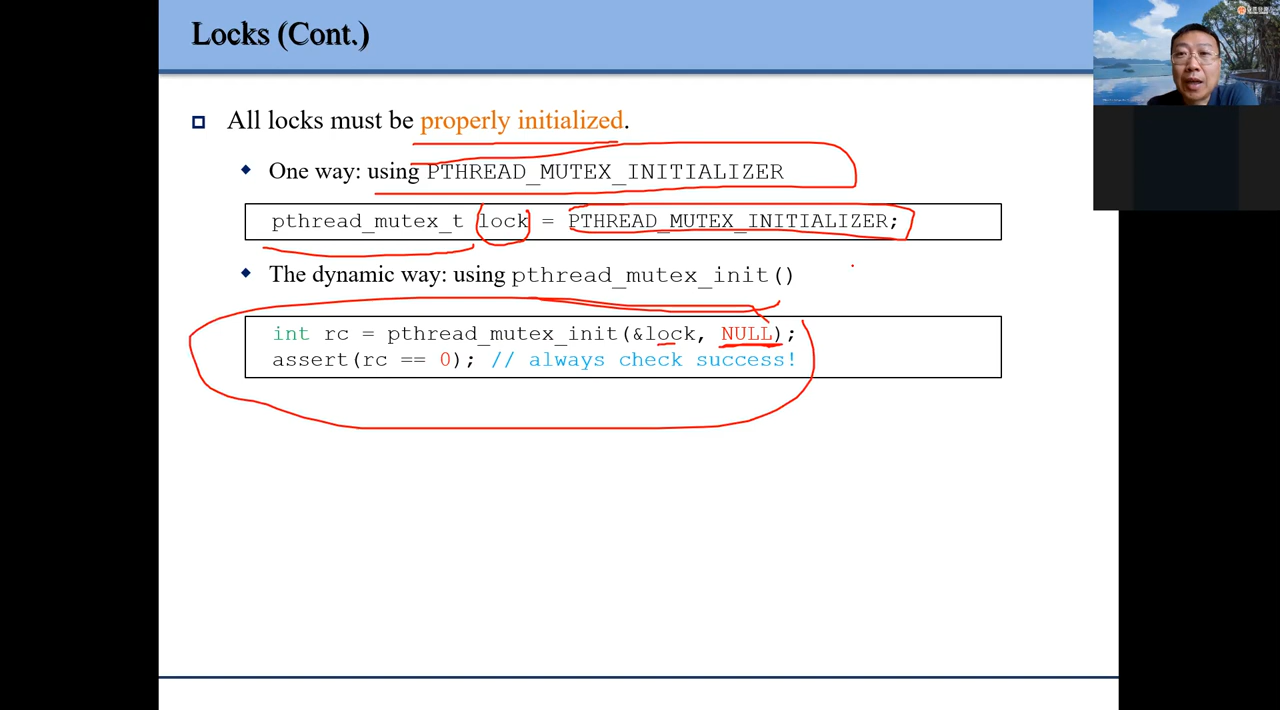 Locks (Cont.)
All locks must be properly initialized.
One way: using PTHREAD_MUTEX_INITIALIZER
pthread_mutex_t lock = PTHREAD_MUTEX_INITIALIZER;
The dynamic way: using pthread_mutex_init()
int rc = pthread_mutex_init(&lock, NULL);
assert(rc == 0); // always check success!